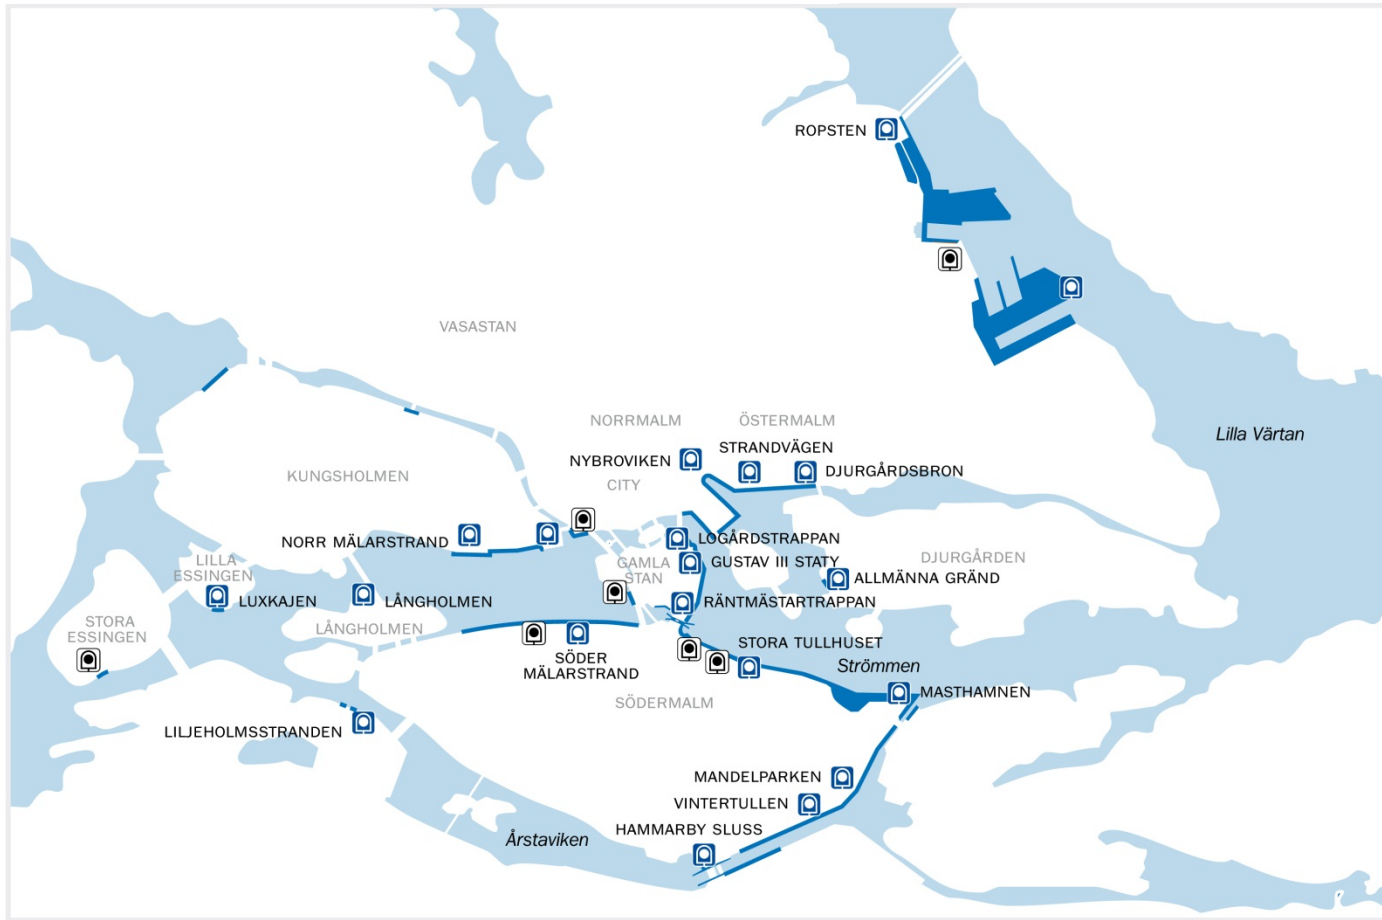 ROPSTEN
VASASTAN
NORRMALM
ÖSTERMALM
Lilla Värtan
STRANDVÄGEN
NYBROVIKEN
DJURGÅRDSBRON
KUNGSHOLMEN
CITY
NORR MÄLARSTRAND
LOGÅRDSTRAPPAN
LILLA
ESSINGEN
GAMLA
STAN
GUSTAV III STATY
DJURGÅRDEN
ALLMÄNNA GRÄND
LUXKAJEN
LÅNGHOLMEN
RÄNTMÄSTARTRAPPAN
STORA
ESSINGE
LÅNGHOLMEN
STORA TULLHUSET
SÖDER
MÄLARSTRAND
Strömmen
MASTHAMNEN
SÖDERMALM
LILJEHOLMSSTRANDEN
MANDELPARKEN
VINTERTULLEN
HAMMARBY SLUSS
Årstaviken